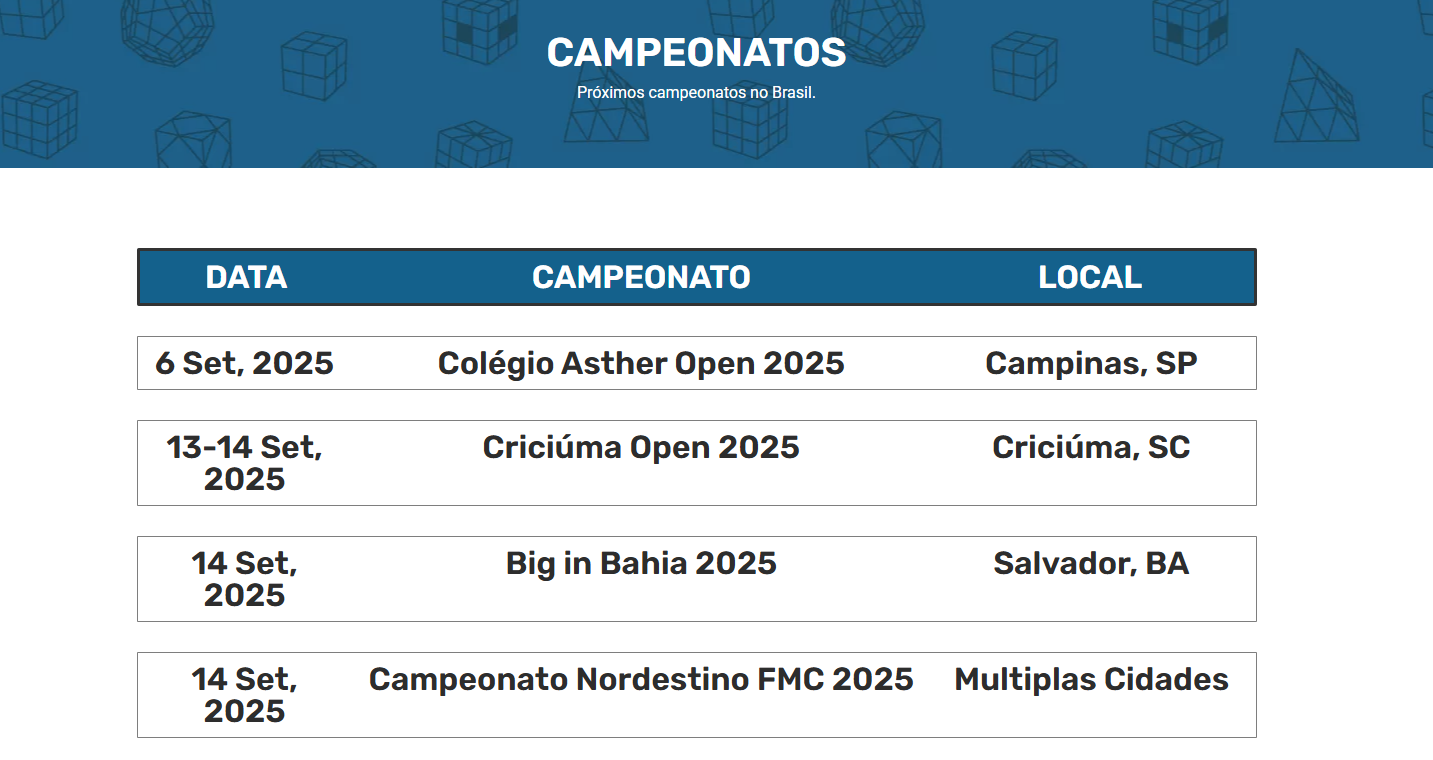 CAMPEONATOS
Próximos campeonatos no Brasil.
DATA CAMPEONATO LOCAL
6 Set, 2025 Colégio Asther Open 2025 Campinas, SP
13-14 Set, Criciúma Open 2025 Criciúma, SC
2025
14 Set, Big in Bahia 2025 Salvador, BA
2025
14 Set, Campeonato Nordestino FMC 2025 Multiplas Cidades
2025